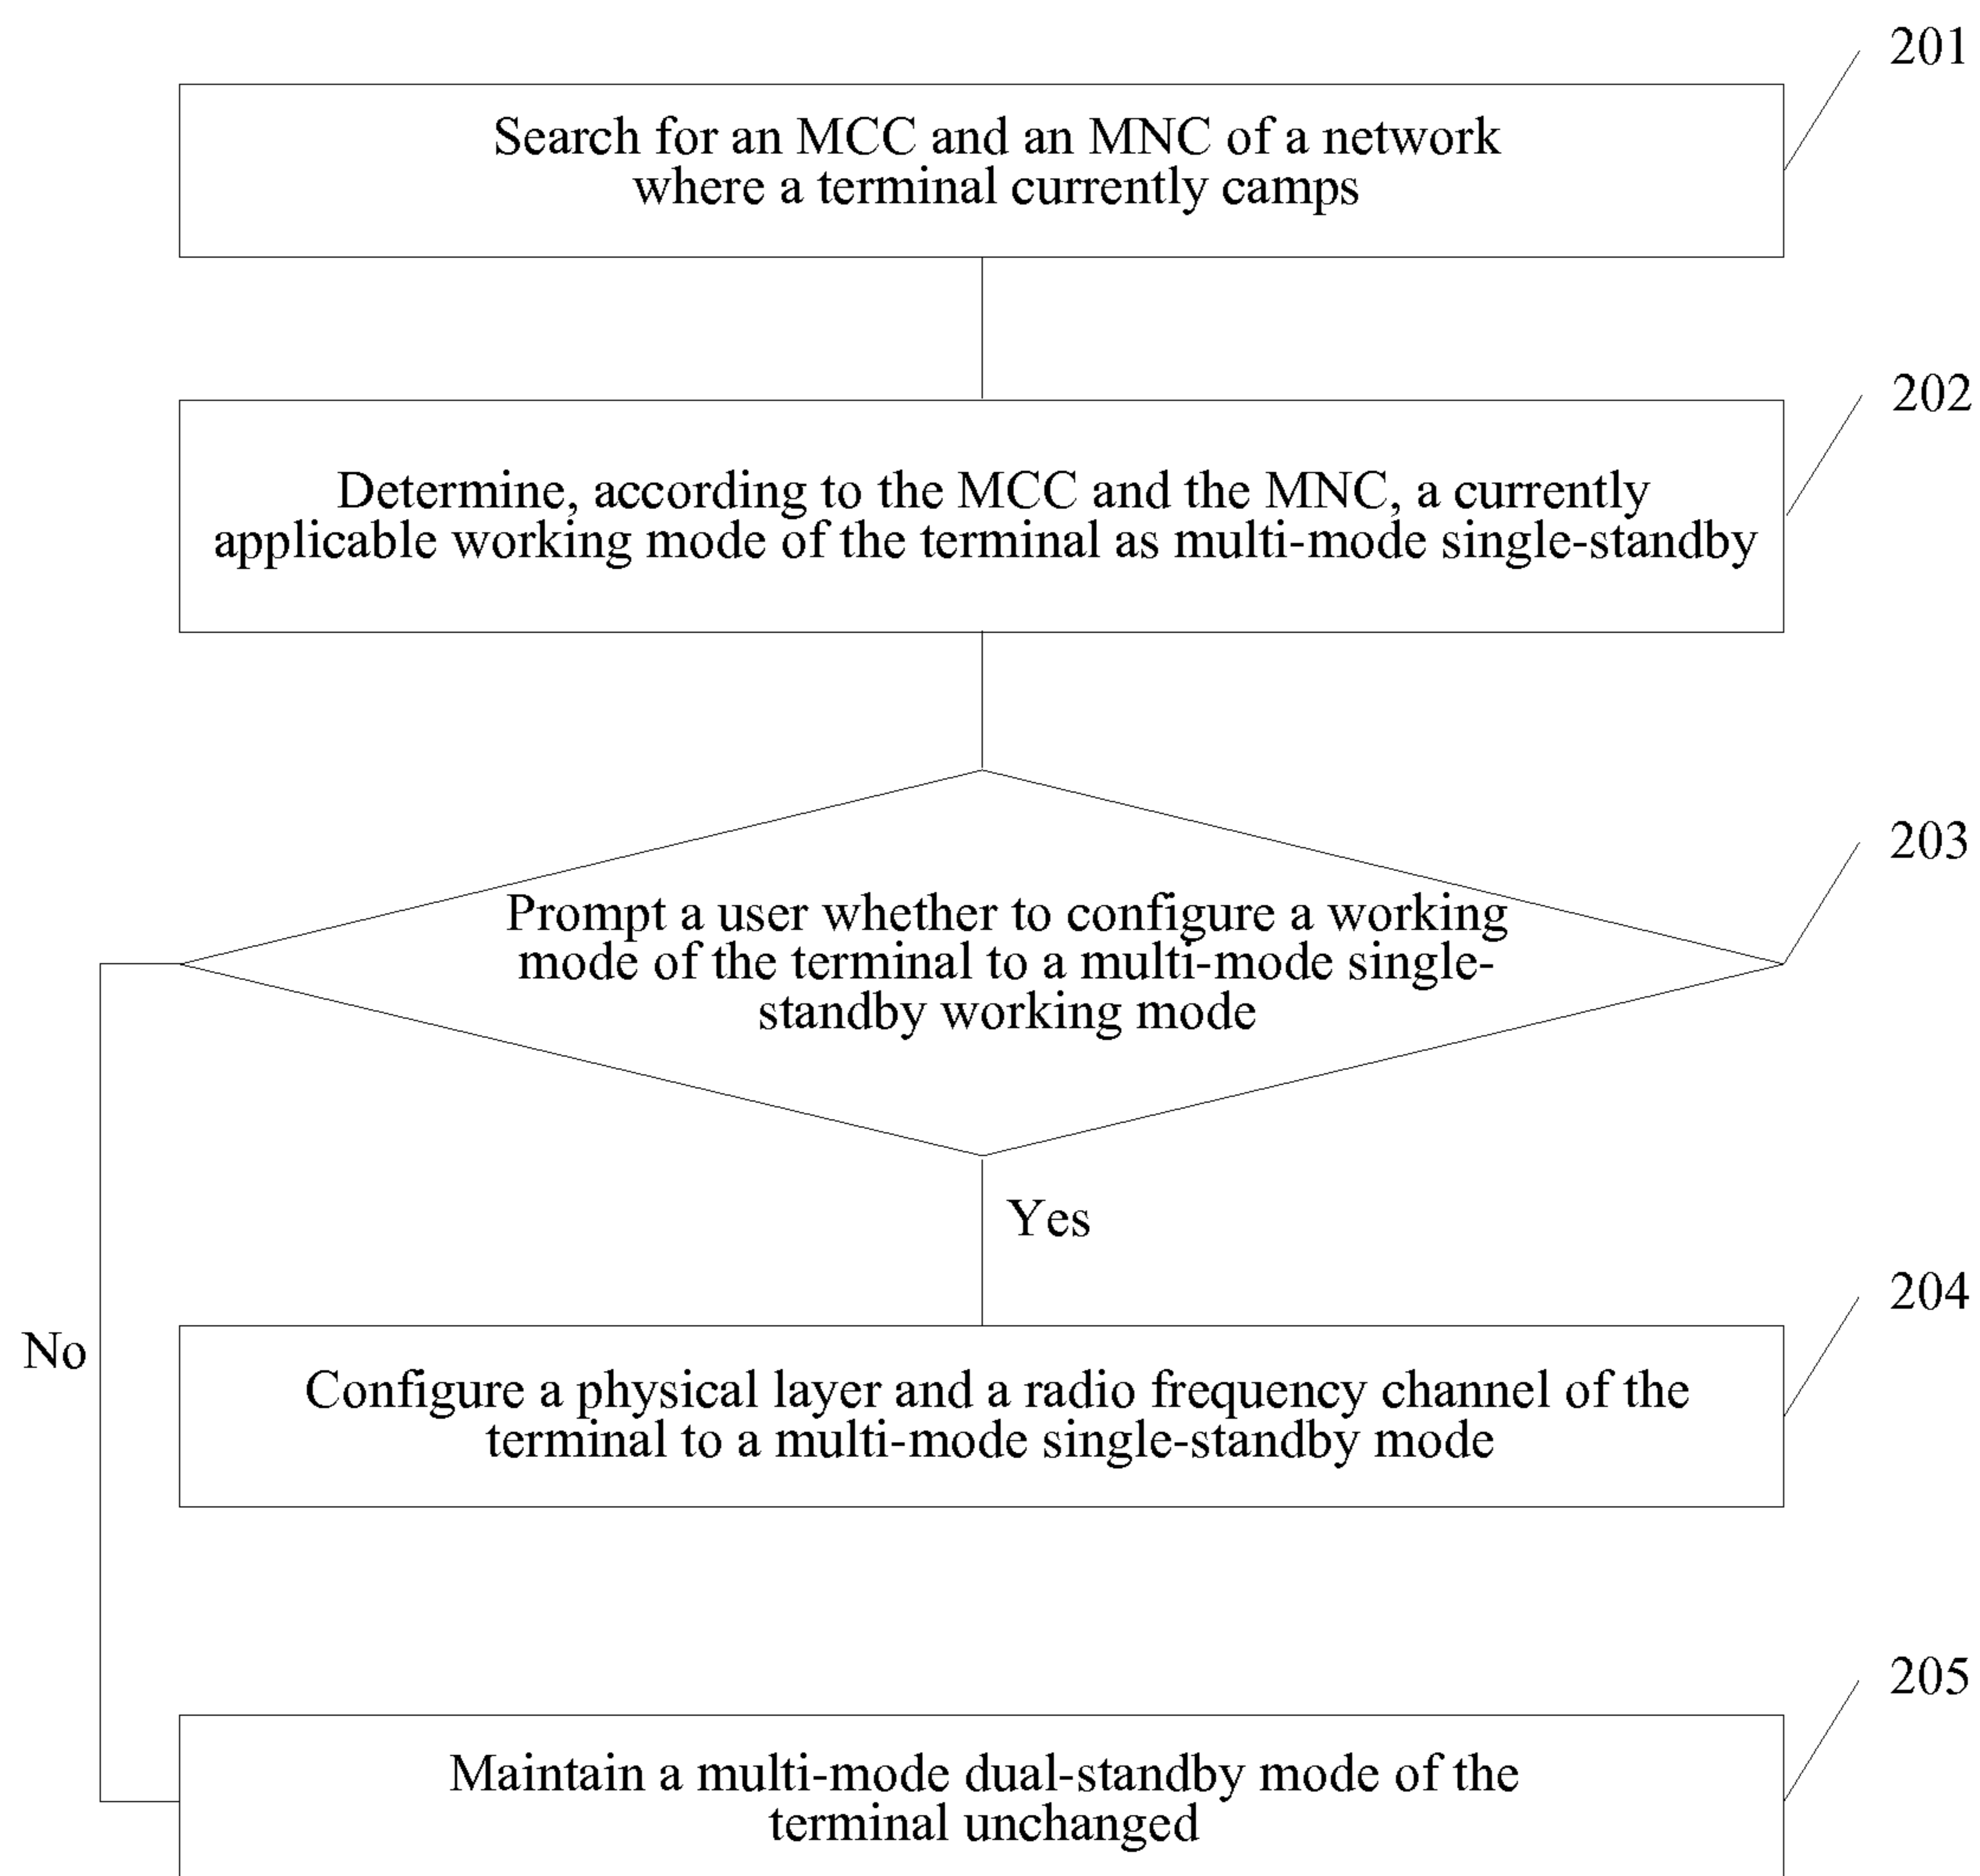 201
Search for an MCC and an MNC of a network
where a terminal currently camps
202
Determine, according to the MCC and the MNC, a currently
applicable working mode of the terminal as multi-mode single-standby
203
Prompt a user whether to configure a working
mode of the terminal to a multi-mode single-
standby working mode
Yes
204
No
Configure a physical layer and a radio frequency channel of the
terminal to a multi-mode single-standby mode
205
Maintain a multi-mode dual-standby mode of the
terminal unchanged